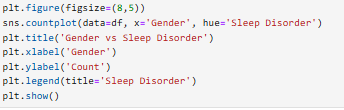 plt.figure(figsize=(8,5))
sns.countplot(data=df, x='Gender', hue='Sleep Disorder')
plt.title('Gender vs Sleep Disorder')
plt.xlabel('Gender')
plt.ylabel('Count')
plt.legend(title='Sleep Disorder')
plt.show()